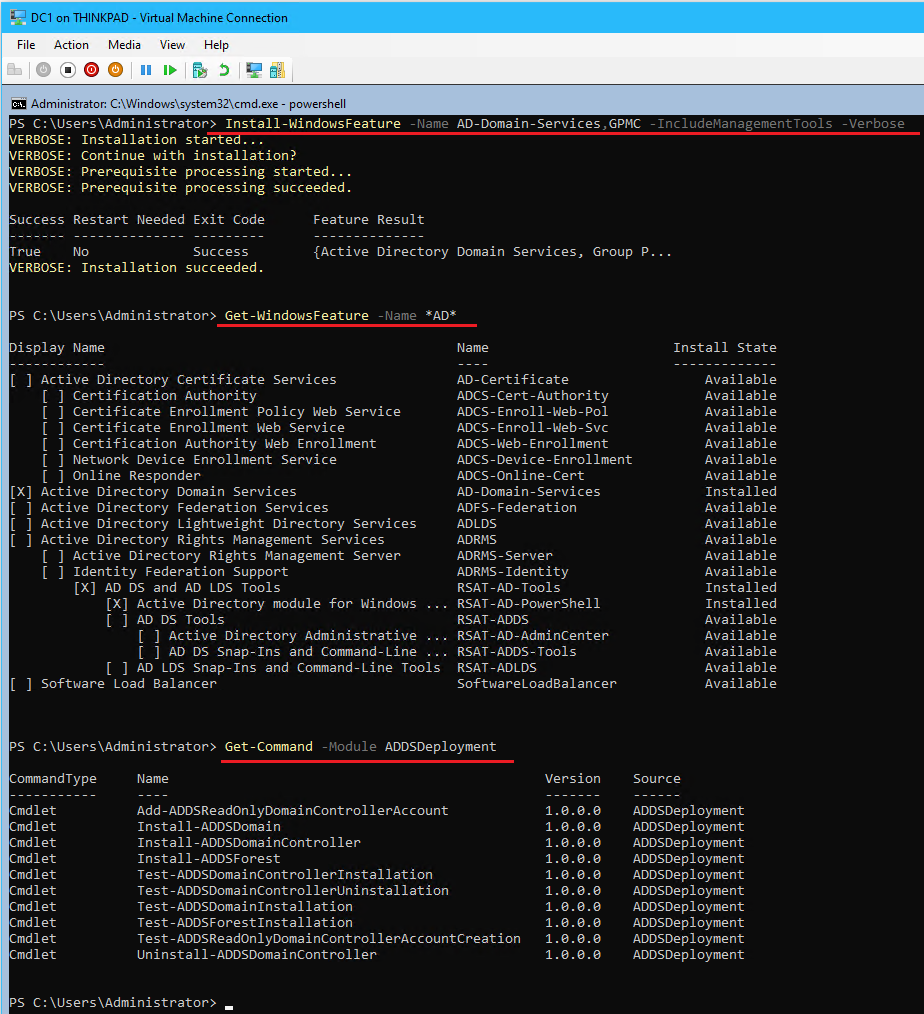 DC1 on THINKPAD - Virtual Machine Connection
File Action Media View Help
Administrator: C:\Windows\system32\cmd.exe - powershell
PS C:\Users\Administrator> Install-WindowsFeature -Name AD-Domain-Services,GPMC -IncludeManagementTools -Verbose
VERBOSE: Installation started...
VERBOSE: Continue with installation?
VERBOSE: Prerequisite processing started...
VERBOSE: Prerequisite processing succeeded.
Success Restart Needed Exit Code      Feature Result
------- -------------- ---------      --------------
True    No             Success        {Active Directory Domain Services, Group P...
VERBOSE: Installation succeeded.
PS C:\Users\Administrator> Get-WindowsFeature -Name *AD*
Display Name                                            Name                       Install State
------------                                            ----                       -------------
[ ] Active Directory Certificate Services               AD-Certificate                 Available
    [ ] Certification Authority                         ADCS-Cert-Authority            Available
    [ ] Certificate Enrollment Policy Web Service       ADCS-Enroll-Web-Pol            Available
    [ ] Certificate Enrollment Web Service              ADCS-Enroll-Web-Svc            Available
    [ ] Certification Authority Web Enrollment          ADCS-Web-Enrollment            Available
    [ ] Network Device Enrollment Service               ADCS-Device-Enrollment         Available
    [ ] Online Responder                                ADCS-Online-Cert               Available
[X] Active Directory Domain Services                    AD-Domain-Services             Installed
[ ] Active Directory Federation Services                ADFS-Federation                Available
[ ] Active Directory Lightweight Directory Services     ADLDS                          Available
[ ] Active Directory Rights Management Services         ADRMS                          Available
    [ ] Active Directory Rights Management Server       ADRMS-Server                   Available
    [ ] Identity Federation Support                     ADRMS-Identity                 Available
        [X] AD DS and AD LDS Tools                      RSAT-AD-Tools                  Installed
            [X] Active Directory module for Windows ... RSAT-AD-PowerShell             Installed
            [ ] AD DS Tools                             RSAT-ADDS                      Available
                [ ] Active Directory Administrative ... RSAT-AD-AdminCenter            Available
                [ ] AD DS Snap-Ins and Command-Line ... RSAT-ADDS-Tools                Available
            [ ] AD LDS Snap-Ins and Command-Line Tools  RSAT-ADLDS                     Available
[ ] Software Load Balancer                              SoftwareLoadBalancer           Available
PS C:\Users\Administrator> Get-Command -Module ADDSDeployment
CommandType     Name                                               Version    Source
-----------     ----                                               -------    ------
Cmdlet          Add-ADDSReadOnlyDomainControllerAccount            1.0.0.0    ADDSDeployment
Cmdlet          Install-ADDSDomain                                 1.0.0.0    ADDSDeployment
Cmdlet          Install-ADDSDomainController                       1.0.0.0    ADDSDeployment
Cmdlet          Install-ADDSForest                                 1.0.0.0    ADDSDeployment
Cmdlet          Test-ADDSDomainControllerInstallation              1.0.0.0    ADDSDeployment
Cmdlet          Test-ADDSDomainControllerUninstallation            1.0.0.0    ADDSDeployment
Cmdlet          Test-ADDSDomainInstallation                        1.0.0.0    ADDSDeployment
Cmdlet          Test-ADDSForestInstallation                        1.0.0.0    ADDSDeployment
Cmdlet          Test-ADDSReadOnlyDomainControllerAccountCreation   1.0.0.0    ADDSDeployment
Cmdlet          Uninstall-ADDSDomainController                     1.0.0.0    ADDSDeployment
PS C:\Users\Administrator> _